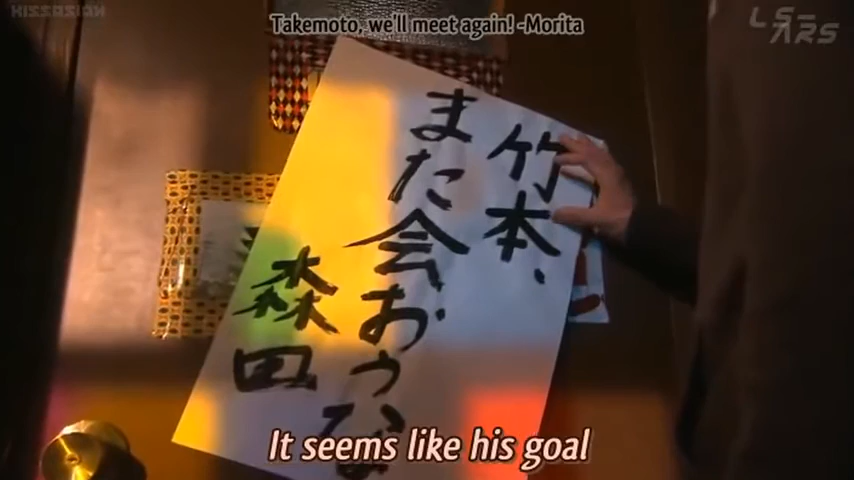 KISSASIAN
Takemoto, we'll meet again! -Morita
竹本、
また会おうな
森田
It seems like his goal